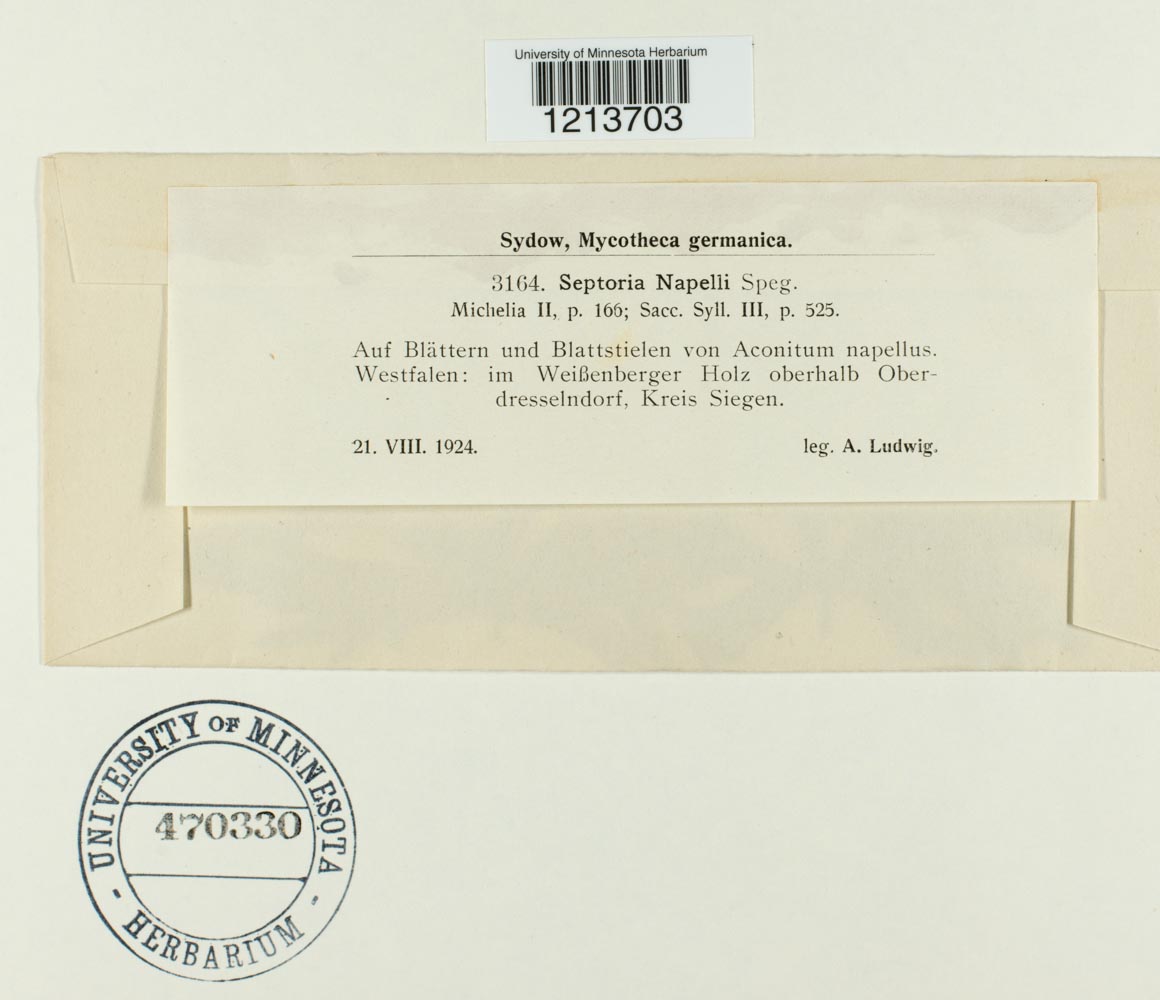 University of Minnesota Herbarium
1213703
Sydow, Mycotheca germanica.
3164. Septoria Napelli Speg.
Michelia II, p. 166; Sacc. Syll. III, p. 525.
Auf Blättern und Blattstielen von Aconitum napellus.
Westfalen: im Weißenberger Holz oberhalb Ober-
dresselndorf, Kreis Siegen.
21. VIII. 1924. leg. A. Ludwig.
UNIVERSITY OF MINNESOTA
470330
- HERBARIUM -